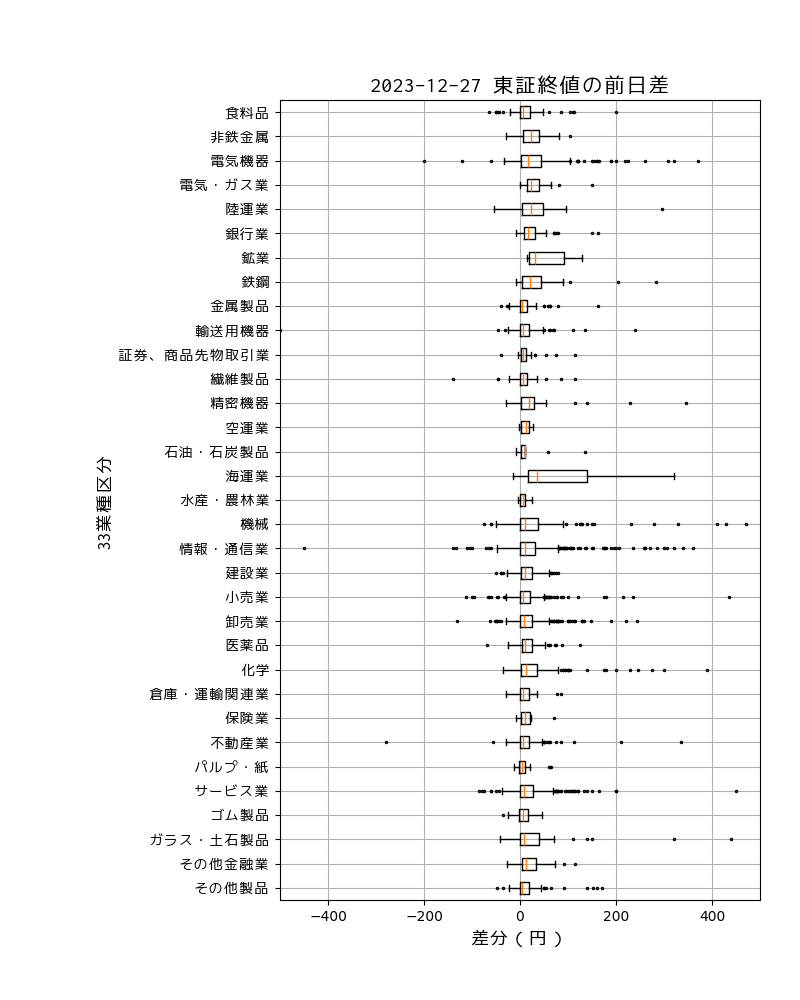 2023-12-27 東証終値の前日差
食料品
非鉄金属
電気機器
電気・ガス業
陸運業
銀行業
鉱業
鉄鋼
金属製品
輸送用機器
証券、商品先物取引業
繊維製品
精密機器
空運業
石油・石炭製品
海運業
水産・農林業
機械
情報・通信業
建設業
小売業
卸売業
医薬品
化学
倉庫・運輸関連業
保険業
不動産業
パルプ・紙
サービス業
ゴム製品
ガラス・土石製品
その他金融業
その他製品
33業種区分
−400 −200 0 200 400
差分（円）